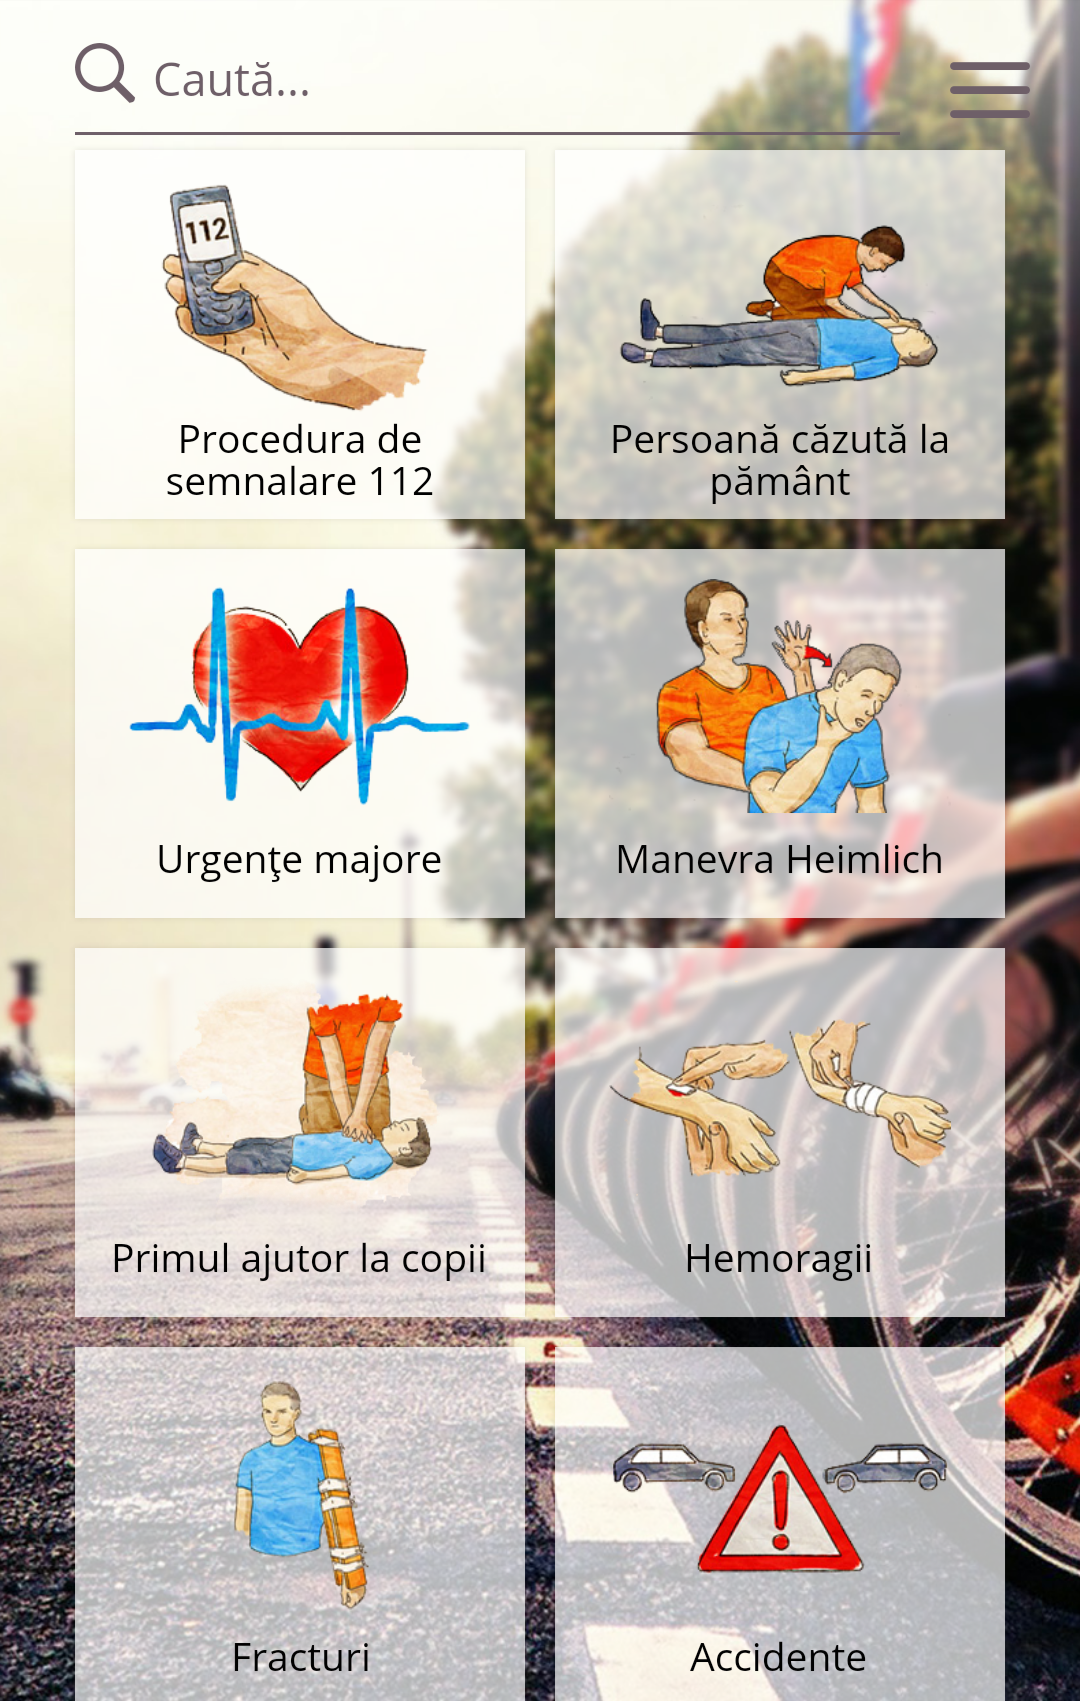 Caută...
112
Procedura de
semnalare 112
Persoană căzută la
pământ
Urgenţe majore
Manevra Heimlich
Primul ajutor la copii
Hemoragii
Fracturi
Accidente